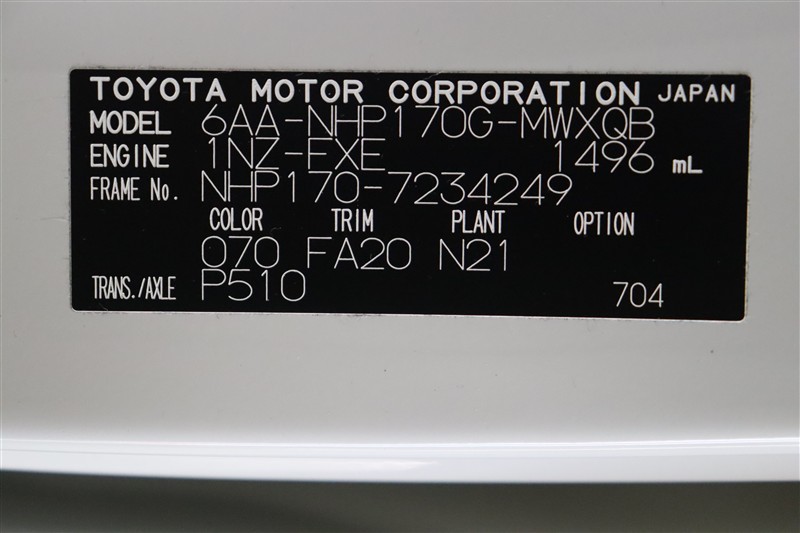 TOYOTA MOTOR CORPORATION JAPAN
MODEL 6AA-NHP170G-MWXQB
ENGINE 1NZ-FXE 1496 mL
FRAME No. NHP170-7234249
COLOR TRIM PLANT OPTION
070 FA20 N21
TRANS./AXLE P510 704